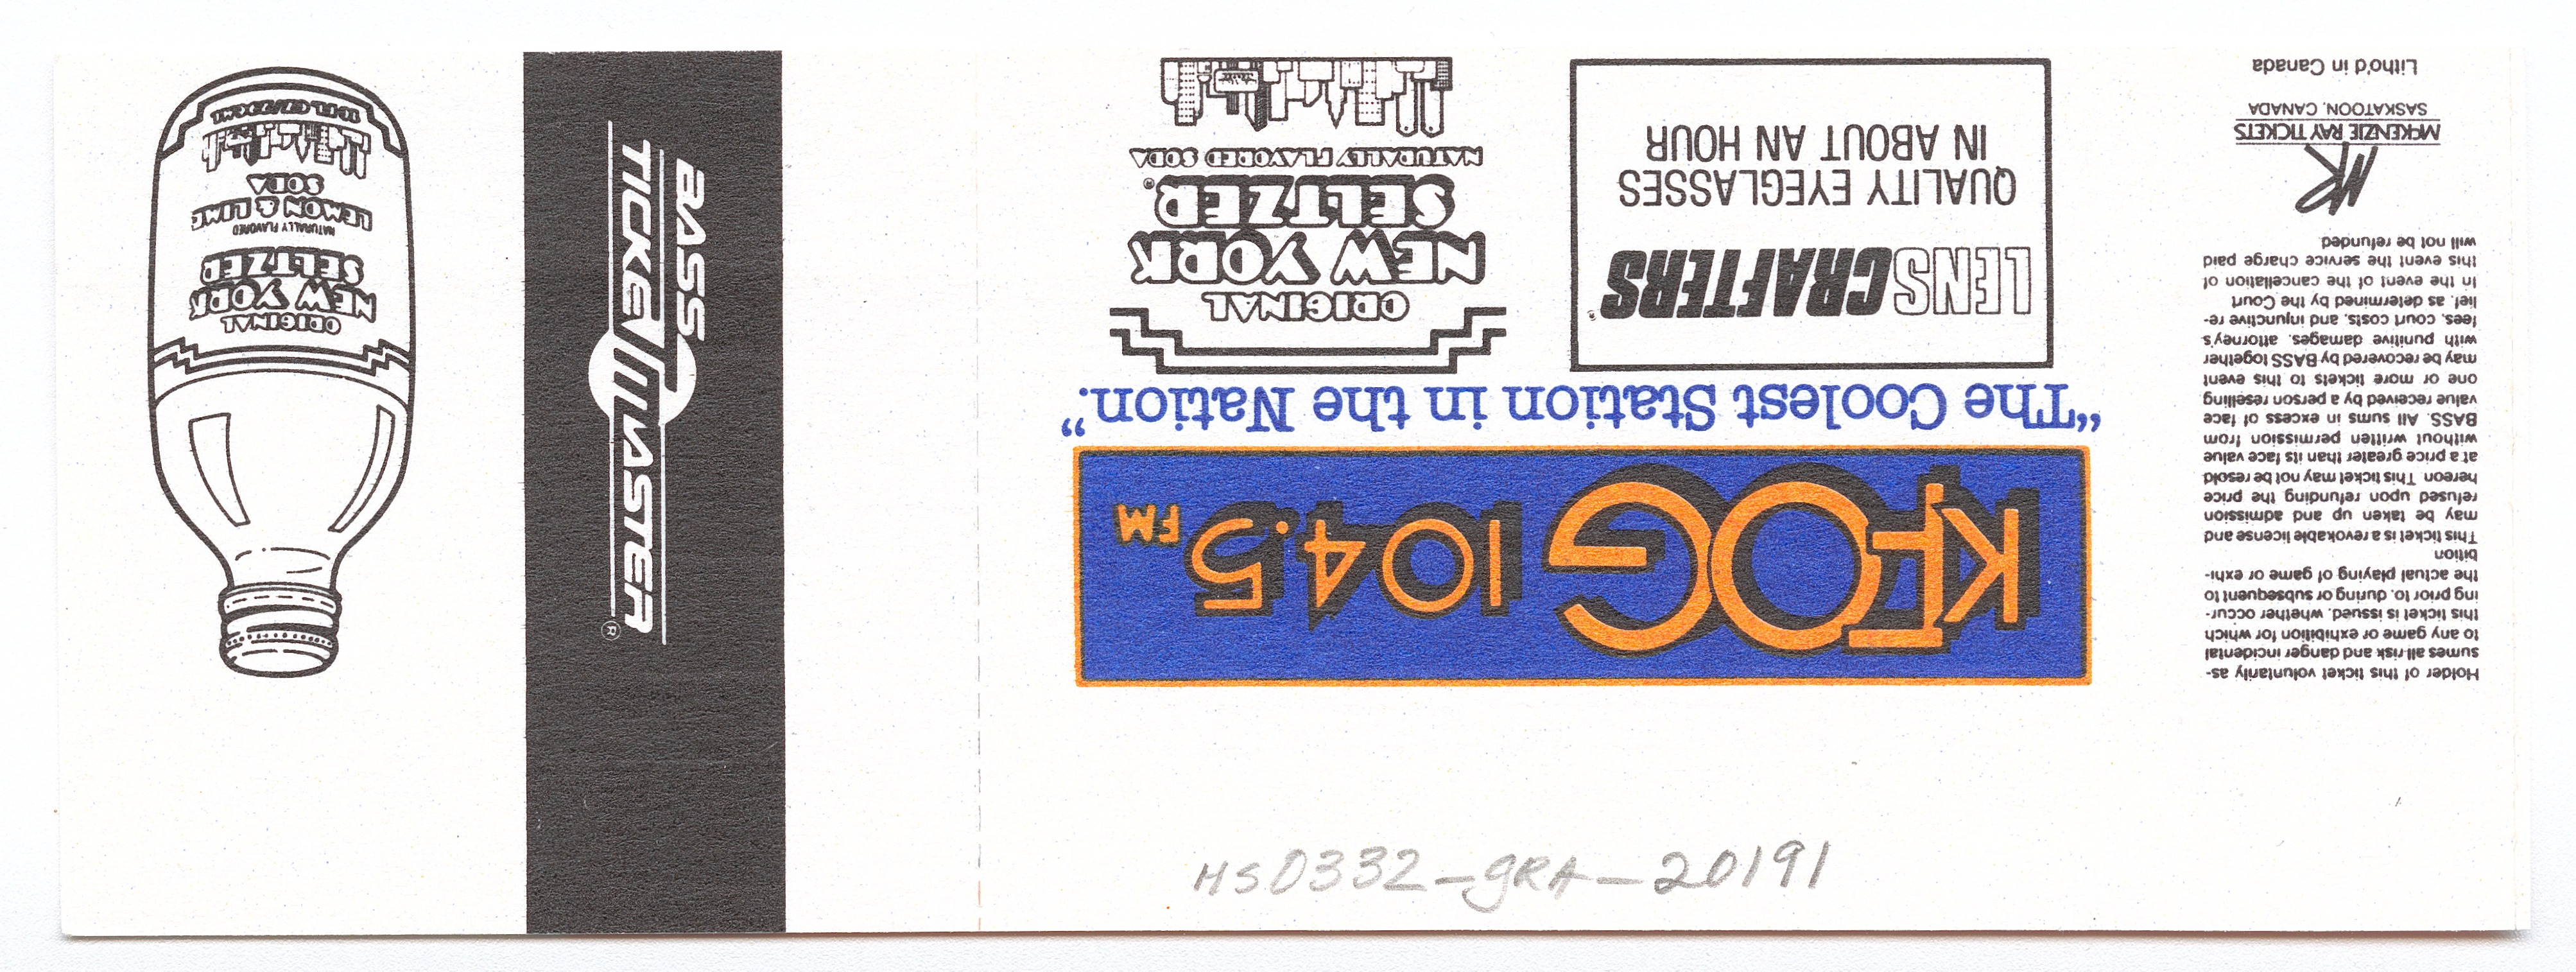 Holder of this ticket voluntarily as-
sumes all risk and danger incidental
to any game or exhibition for which
this ticket is issued, whether occur-
ing prior to, during or subsequent to
the actual playing of game or exhi-
bition
This ticket is a revokable license and
may be taken up and admission
refused upon refunding the price
hereon. This ticket may not be resold
at a price greater than its face value
without written permission from
BASS. All sums in excess of face
value received by a person reselling
one or more tickets to this event
may be recovered by BASS together
with punitive damages, attorney's
fees, court costs, and injunctive re-
lief, as determined by the Court
In the event of the cancellation of
this event the service charge paid
will not be refunded
MR
McKENZIE RAY TICKETS
SASKATOON, CANADA
Litho'd in Canada
KFOG 104.5 FM
“The Coolest Station in the Nation.”
LENSCRAFTERS®
QUALITY EYEGLASSES
IN ABOUT AN HOUR
ORIGINAL
NEW YORK
SELTZER®
NATURALLY FLAVORED SODA
BASS
TICKETMASTER®
ORIGINAL
NEW YORK
SELTZER
NATURALLY FLAVORED
LEMON & LIME
SODA
HSD332-gRA-20191